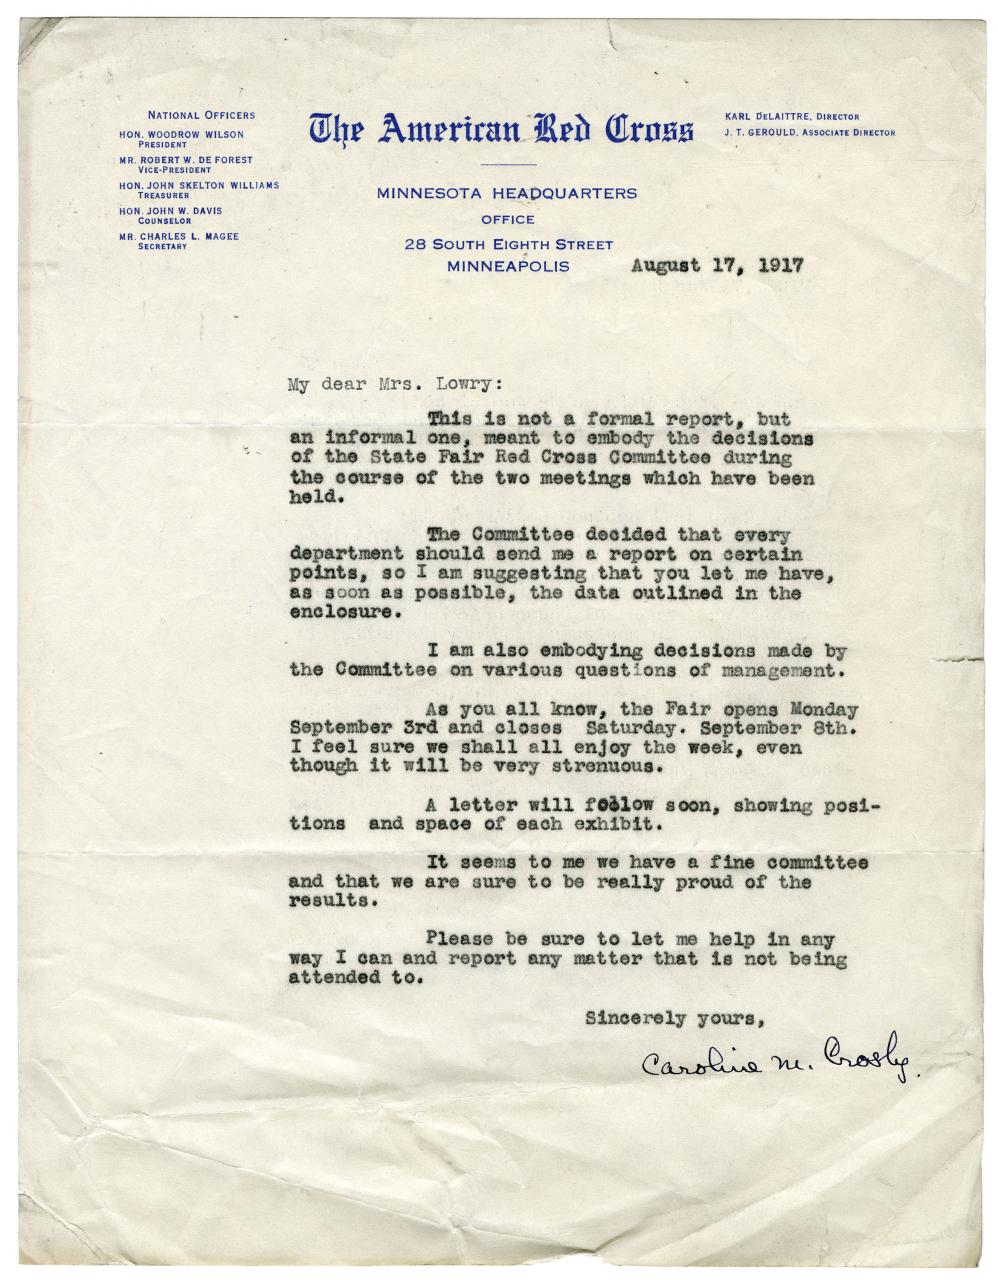 NATIONAL OFFICERS
HON. WOODROW WILSON
PRESIDENT
MR. ROBERT W. DE FOREST
VICE-PRESIDENT
HON. JOHN SKELTON WILLIAMS
TREASURER
HON. JOHN W. DAVIS
COUNSELOR
MR. CHARLES L. MAGEE
SECRETARY
The American Red Cross
MINNESOTA HEADQUARTERS
OFFICE
28 SOUTH EIGHTH STREET
MINNEAPOLIS
KARL DELAITTRE, DIRECTOR
J. T. GEROULD, ASSOCIATE DIRECTOR
August 17, 1917
My dear Mrs. Lowry:
This is not a formal report, but
an informal one, meant to embody the decisions
of the State Fair Red Cross Committee during
the course of the two meetings which have been
held.
The Committee decided that every
department should send me a report on certain
points, so I am suggesting that you let me have,
as soon as possible, the data outlined in the
enclosure.
I am also embodying decisions made by
the Committee on various questions of management.
As you all know, the Fair opens Monday
September 3rd and closes Saturday. September 8th.
I feel sure we shall all enjoy the week, even
though it will be very strenuous.
A letter will follow soon, showing posi-
tions and space of each exhibit.
It seems to me we have a fine committee
and that we are sure to be really proud of the
results.
Please be sure to let me help in any
way I can and report any matter that is not being
attended to.
Sincerely yours,
Caroline M. Crosby.